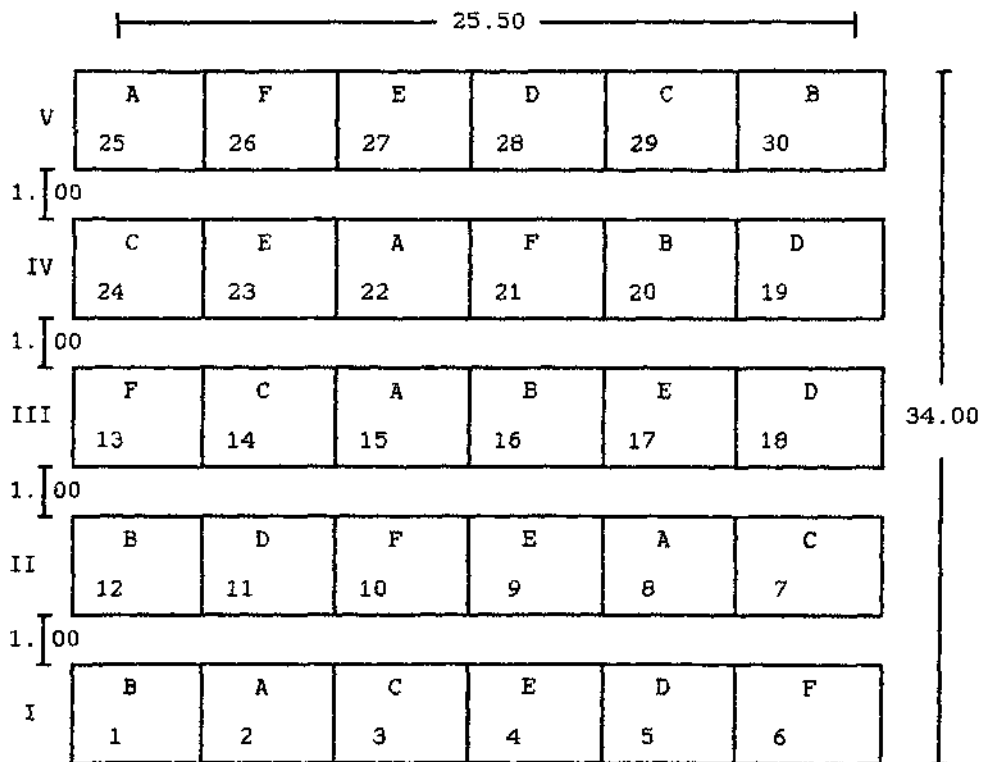 25.50
A F E D C B
V
25 26 27 28 29 30
1.00
C E A F B D
IV
24 23 22 21 20 19
1.00
F C A B E D
III 34.00
13 14 15 16 17 18
1.00
B D F E A C
II
12 11 10 9 8 7
1.00
B A C E D F
I
1 2 3 4 5 6